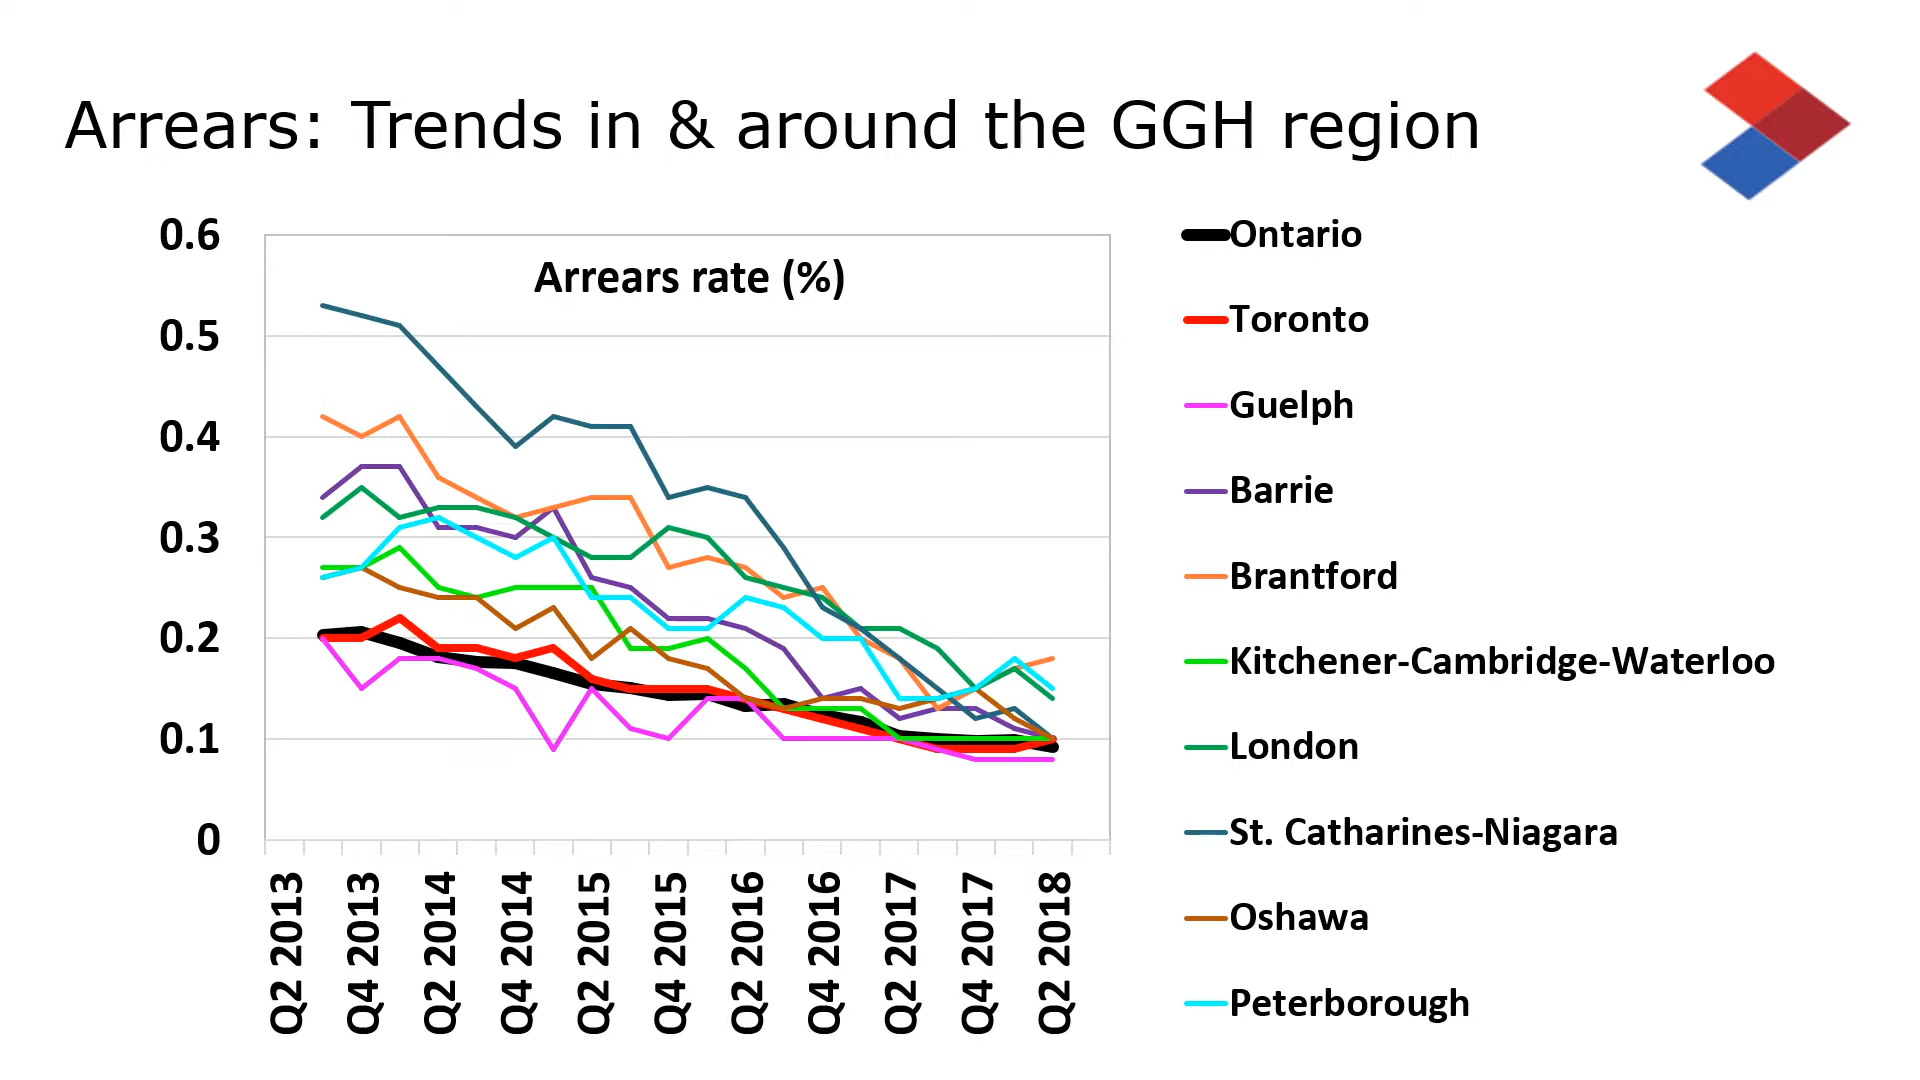 Arrears: Trends in & around the GGH region
Arrears rate (%)
0.6
0.5
0.4
0.3
0.2
0.1
0
Q2 2013
Q4 2013
Q2 2014
Q4 2014
Q2 2015
Q4 2015
Q2 2016
Q4 2016
Q2 2017
Q4 2017
Q2 2018
Ontario
Toronto
Guelph
Barrie
Brantford
Kitchener-Cambridge-Waterloo
London
St. Catharines-Niagara
Oshawa
Peterborough